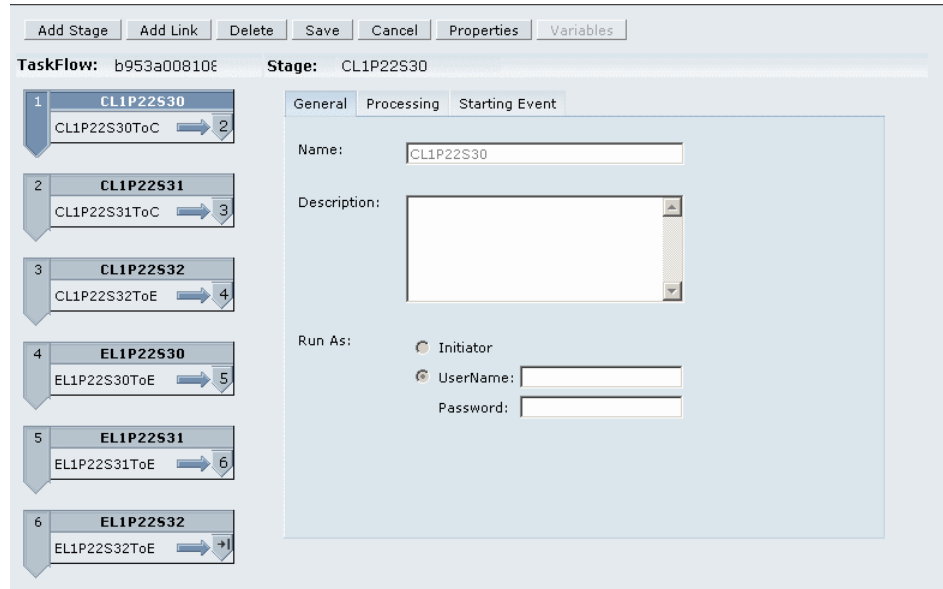 Add Stage Add Link Delete Save Cancel Properties Variables
TaskFlow: b953a008108 Stage: CL1P22S30
1 CL1P22S30
CL1P22S30ToC 2
2 CL1P22S31
CL1P22S31ToC 3
3 CL1P22S32
CL1P22S32ToE 4
4 EL1P22S30
EL1P22S30ToE 5
5 EL1P22S31
EL1P22S31ToE 6
6 EL1P22S32
EL1P22S32ToE
General Processing Starting Event
Name: CL1P22S30
Description:
Run As: Initiator
UserName:
Password: